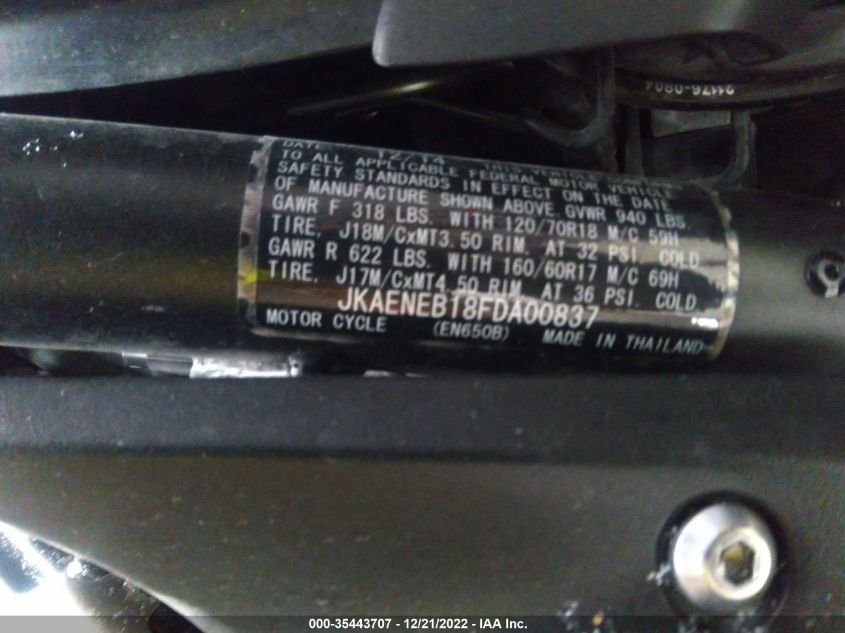 24176-0804
DATE 12/14
TO ALL APPLICABLE FEDERAL MOTOR VEHICLE
SAFETY STANDARDS IN EFFECT ON THE DATE
OF MANUFACTURE SHOWN ABOVE. GVWR 940 LBS.
GAWR F 318 LBS. WITH 120/70R18 M/C 59H
TIRE, J18M/CxMT3.50 RIM, AT 32 PSI. COLD
GAWR R 622 LBS. WITH 160/60R17 M/C 69H
TIRE, J17M/CxMT4.50 RIM, AT 36 PSI. COLD
JKAENEB18FDA00837
MOTOR CYCLE (EN650B) MADE IN THAILAND
000-35443707 - 12/21/2022 - IAA Inc.